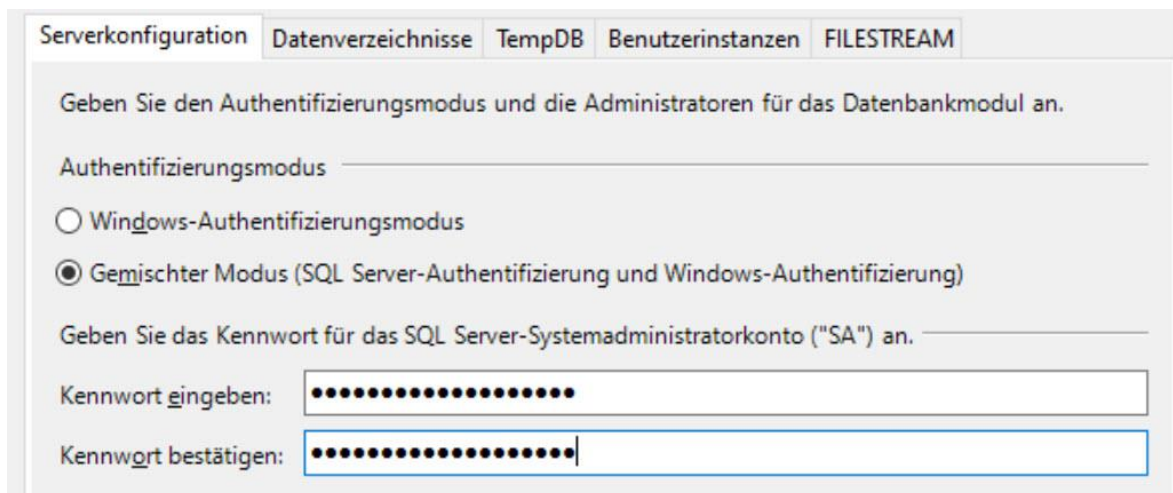 Serverkonfiguration Datenverzeichnisse TempDB Benutzerinstanzen FILESTREAM
Geben Sie den Authentifizierungsmodus und die Administratoren für das Datenbankmodul an.
Authentifizierungsmodus
Windows-Authentifizierungsmodus
Gemischter Modus (SQL Server-Authentifizierung und Windows-Authentifizierung)
Geben Sie das Kennwort für das SQL Server-Systemadministratorkonto ("SA") an.
Kennwort eingeben: •••••••••••••••••••
Kennwort bestätigen: •••••••••••••••••••